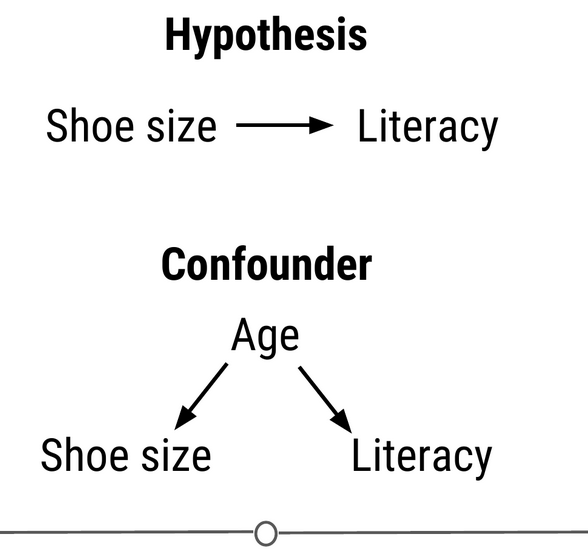 Hypothesis
Shoe size Literacy
Confounder
Age
Shoe size Literacy